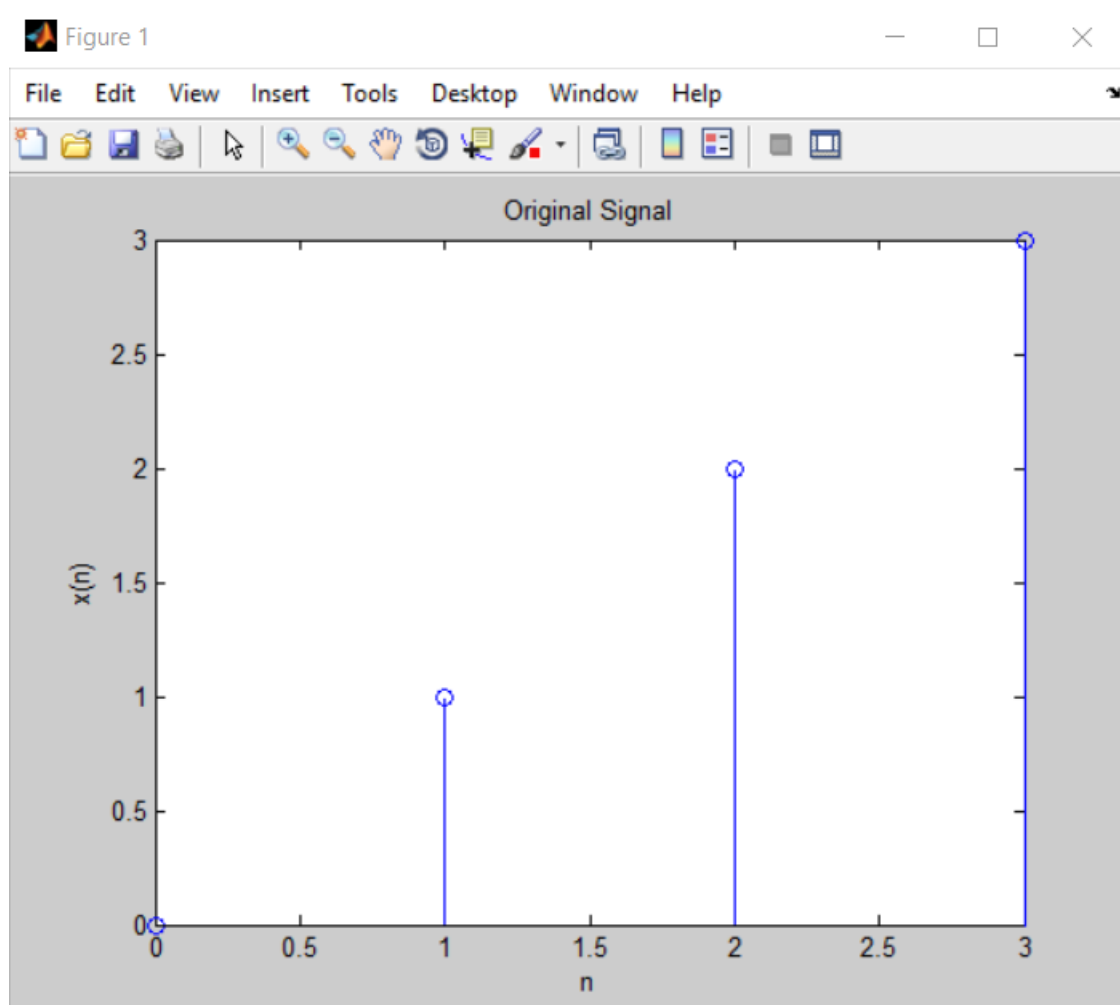 Figure 1
File Edit View Insert Tools Desktop Window Help
Original Signal
3
2.5
2
1.5
1
0.5
0
x(n)
0 0.5 1 1.5 2 2.5 3
n